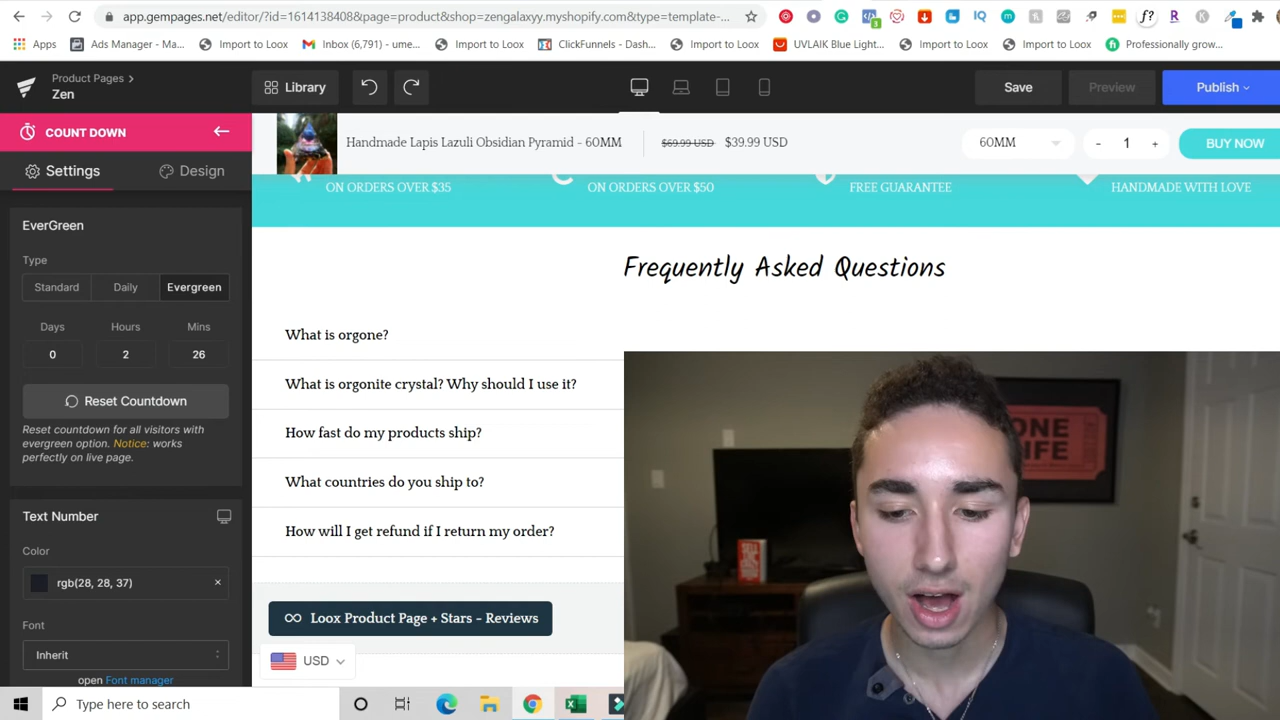 app.gempages.net/editor/?id=1614138408&page=product&shop=zengalaxyy.myshopify.com&type=template-...
Apps
Ads Manager - Ma...
Import to Loox
Inbox (6,791) - ume...
Import to Loox
ClickFunnels - Dash...
Import to Loox
UVLAIK Blue Light...
Import to Loox
Import to Loox
Professionally grow...
Product Pages
Zen
Library
Save
Preview
Publish
COUNT DOWN
Settings
Design
Handmade Lapis Lazuli Obsidian Pyramid - 60MM
$69.99 USD $39.99 USD
60MM
- 1 +
BUY NOW
ON ORDERS OVER $35
ON ORDERS OVER $50
FREE GUARANTEE
HANDMADE WITH LOVE
EverGreen
Type
Standard
Daily
Evergreen
Days
Hours
Mins
0
2
26
Reset Countdown
Reset countdown for all visitors with
evergreen option. Notice: works
perfectly on live page.
Text Number
Color
rgb(28, 28, 37)
Font
Inherit
open Font manager
Frequently Asked Questions
What is orgone?
What is orgonite crystal? Why should I use it?
How fast do my products ship?
What countries do you ship to?
How will I get refund if I return my order?
Loox Product Page + Stars - Reviews
USD
ONE
LIFE
Type here to search